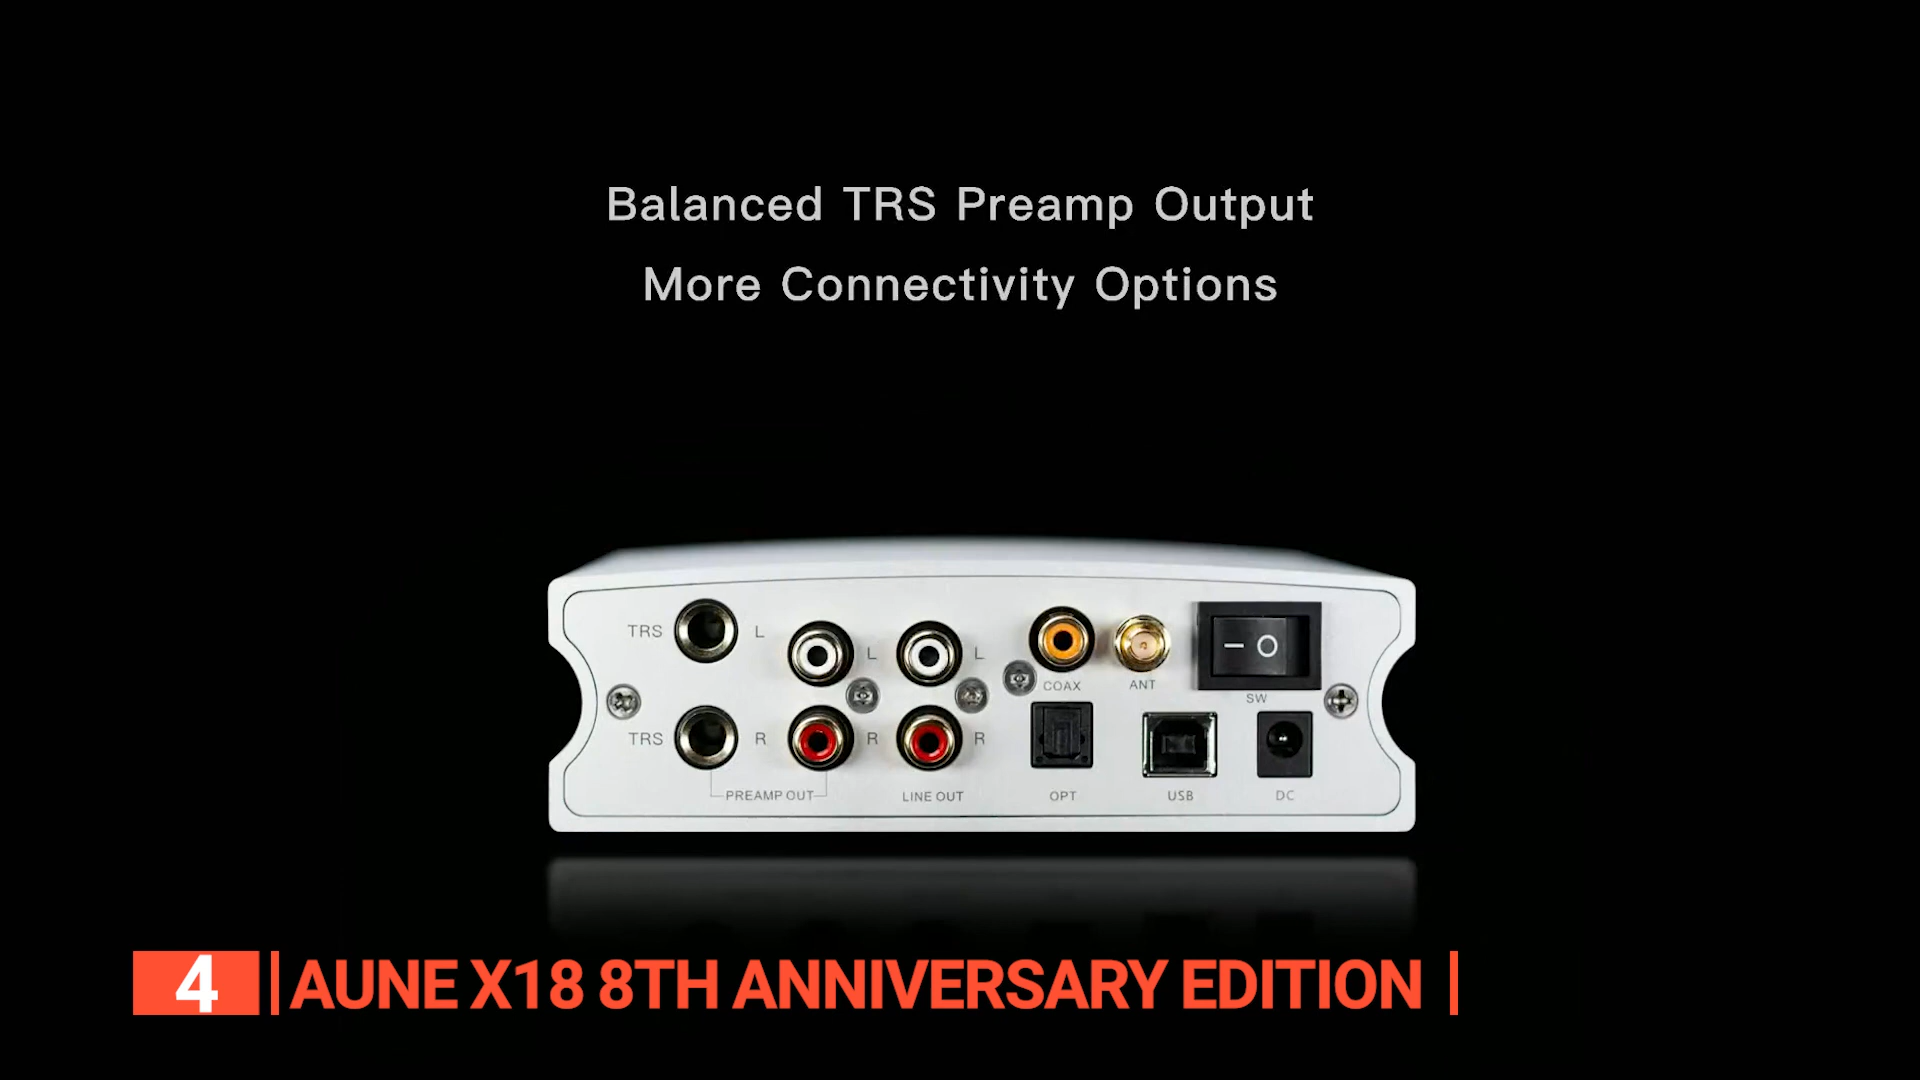 Balanced TRS Preamp Output
More Connectivity Options
TRS L L L
COAX ANT
SW
TRS R R R
PREAMP OUT LINE OUT OPT USB DC
4 AUNE X18 8TH ANNIVERSARY EDITION